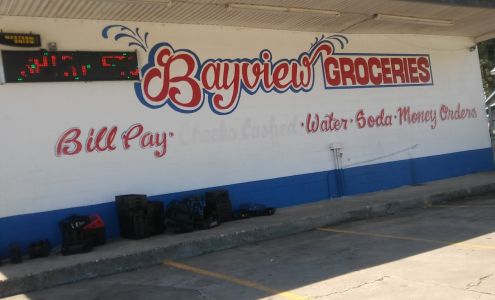 WESTERN
UNION
Bayview GROCERIES
Bill Pay · Checks Cashed · Water · Soda · Money Orders